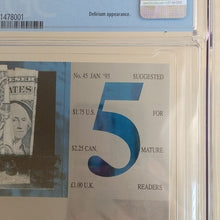 1478001
Delirium appearance.
No. 45 JAN. '93 SUGGESTED
$1.75 U.S. FOR
5
$2.25 CAN. MATURE
£1.00 U.K. READERS
ATES